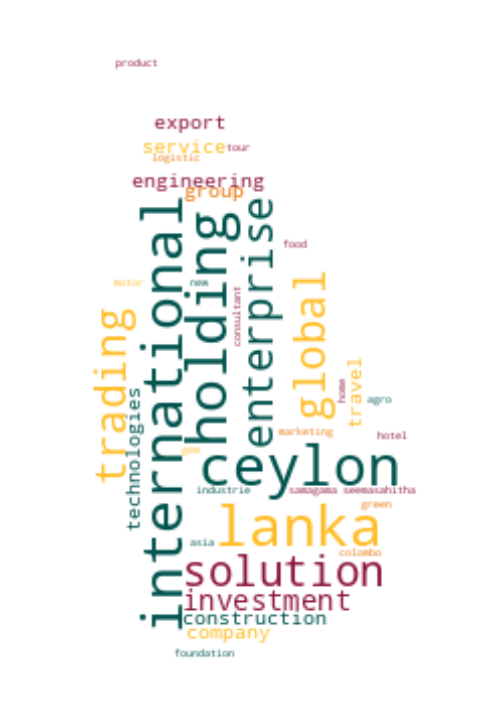 product
export
service
tour
logistic
engineering
group
international
holding
enterprise
food
global
motor
new
consultant
trading
travel
home
technologies
agro
marketing
hotel
gem
ceylon
industrie
samagama seemasahitha
green
lanka
asia
colombo
solution
investment
construction
company
foundation